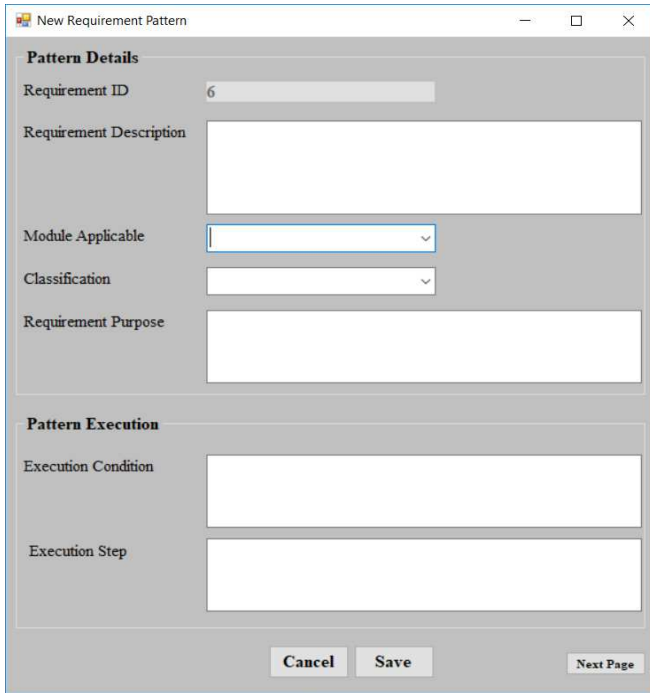 New Requirement Pattern
Pattern Details
Requirement ID 6
Requirement Description
Module Applicable
Classification
Requirement Purpose
Pattern Execution
Execution Condition
Execution Step
Cancel Save Next Page